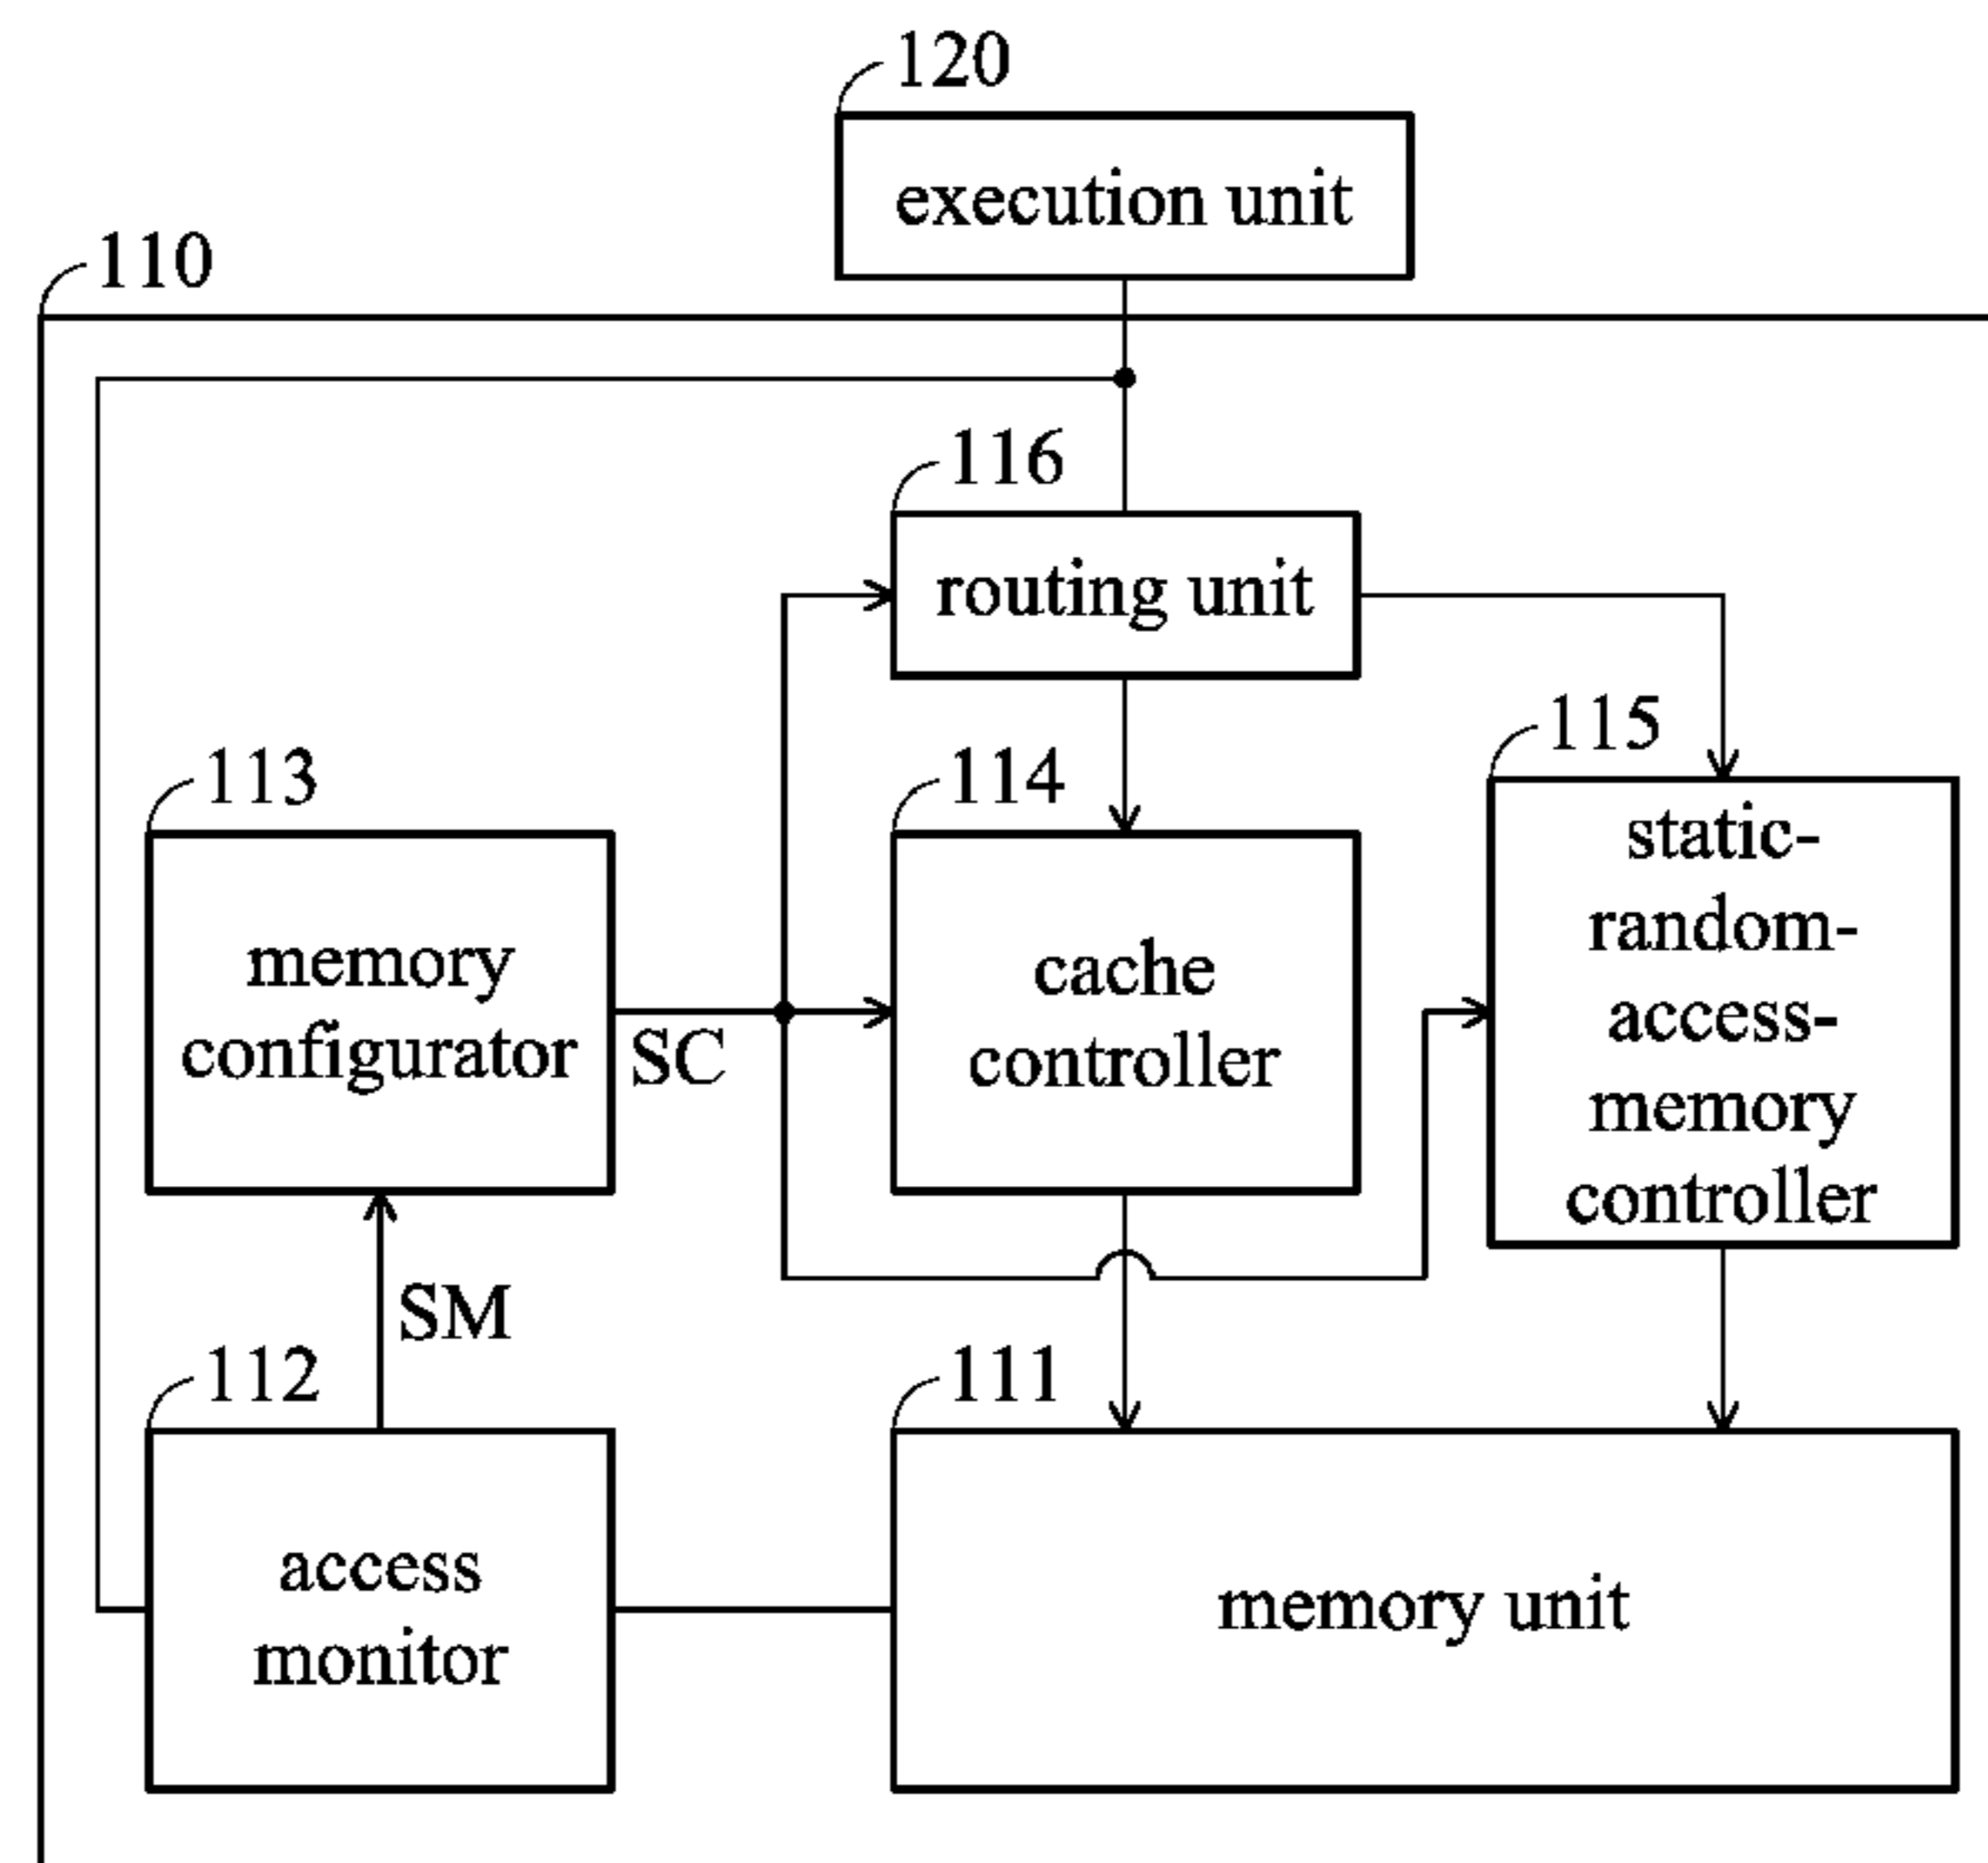 120
execution unit
110
116
routing unit
115
static-
random-
access-
memory
controller
113
memory
configurator
SC
114
cache
controller
SM
112
access
monitor
111
memory unit